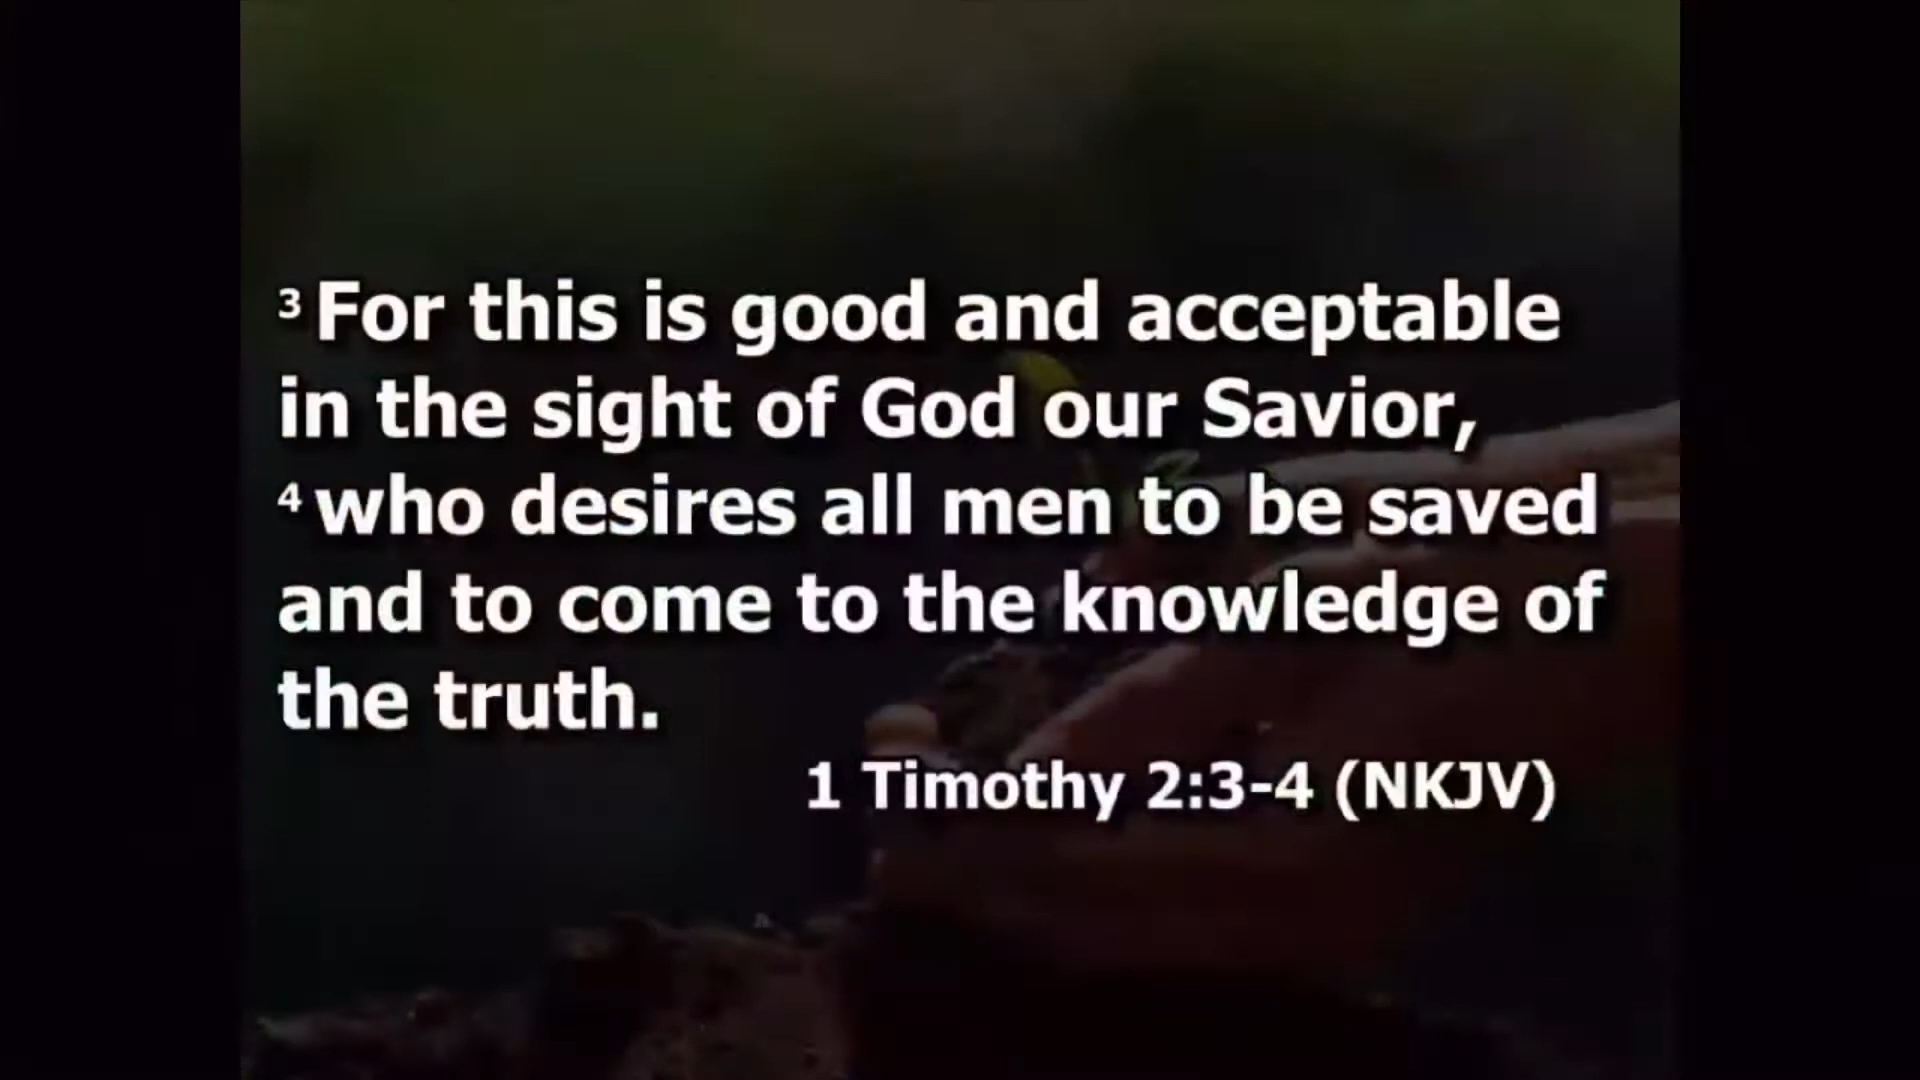 3 For this is good and acceptable
in the sight of God our Savior,
4 who desires all men to be saved
and to come to the knowledge of
the truth.
1 Timothy 2:3-4 (NKJV)